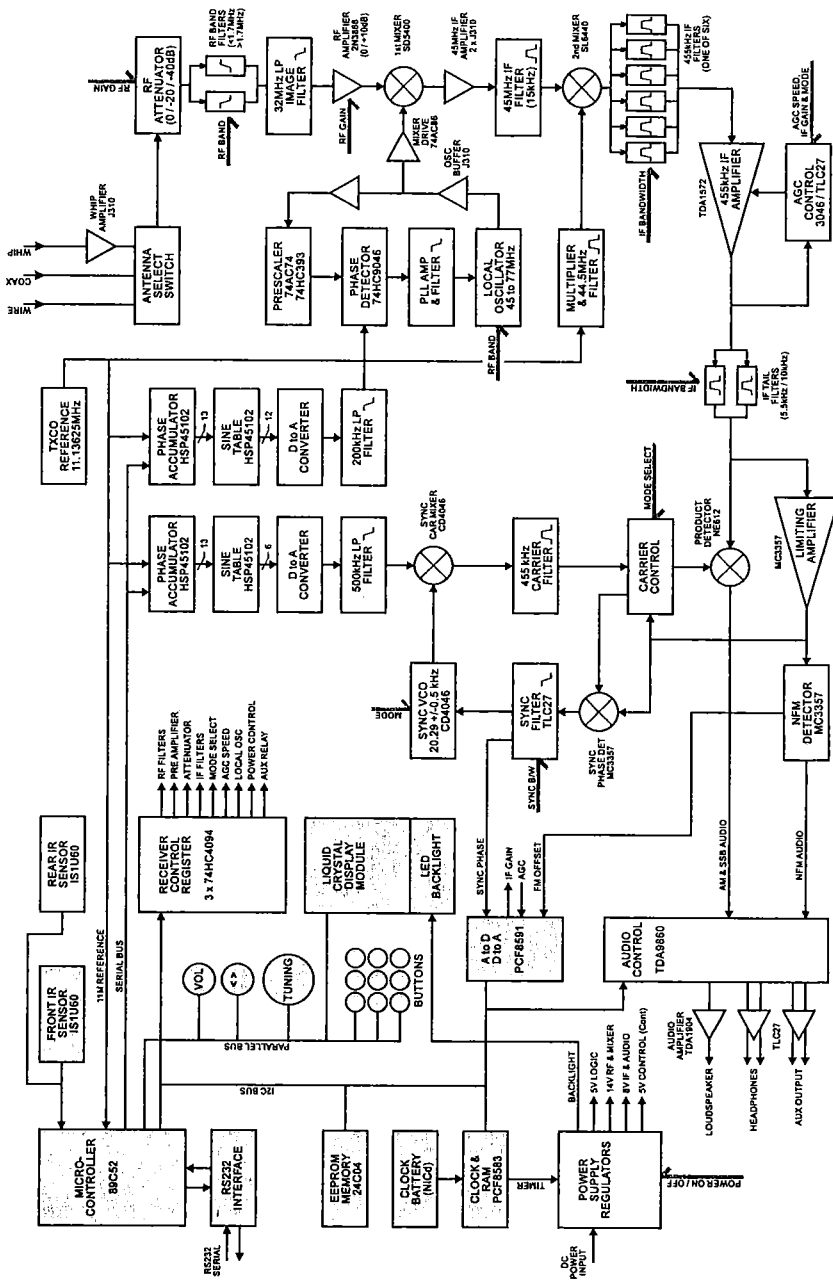 WIRE
COAX
WHIP
WHIP
AMPLIFIER
J310
ANTENNA
SELECT
SWITCH
RF GAIN
RF
ATTENUATOR
(0 / -20 / -40dB)
RF BAND
FILTERS
(<1.7MHz
>1.7MHz)
RF BAND
32MHz LP
IMAGE
FILTER
RF
AMPLIFIER
2N3866
(0 / +10dB)
RF GAIN
1st MIXER
SD5400
MIXER
DRIVE
74AC86
45MHz IF
AMPLIFIER
2 x J310
45MHz IF
FILTER
(15kHz)
2nd MIXER
SL6440
455kHz IF
FILTERS
(ONE OF SIX)
IF BANDWIDTH
TDA1572
455kHz IF
AMPLIFIER
AGC SPEED,
IF GAIN & MODE
AGC
CONTROL
3046 / TLC27
PRESCALER
74AC74
74HC393
PHASE
DETECTOR
74HC9046
PLL AMP
& FILTER
LOCAL
OSCILLATOR
45 to 77MHz
OSC
BUFFER
J310
RF BAND
MULTIPLIER
& 44.5MHz
FILTER
TXCO
REFERENCE
11.13625MHz
PHASE
ACCUMULATOR
HSP45102
13
SINE
TABLE
HSP45102
12
D to A
CONVERTER
200kHz LP
FILTER
PHASE
ACCUMULATOR
HSP45102
13
SINE
TABLE
HSP45102
6
D to A
CONVERTER
500kHz LP
FILTER
SYNC
CAR MIXER
CD4046
455 kHz
CARRIER
FILTER
MODE SELECT
CARRIER
CONTROL
IF BANDWIDTH
IF TAIL
FILTERS
(5.5kHz / 10kHz)
PRODUCT
DETECTOR
NE612
MC3357
LIMITING
AMPLIFIER
MODE
SYNC VCO
20.29 +/-0.5 kHz
CD4046
SYNC
FILTER
TLC27
SYNC B/W
SYNC
PHASE DET
MC3357
NFM
DETECTOR
MC3357
REAR IR
SENSOR
IS1U60
FRONT IR
SENSOR
IS1U60
11M REFERENCE
SERIAL BUS
RECEIVER
CONTROL
REGISTER
3 x 74HC4094
RF FILTERS
PRE AMPLIFIER
ATTENUATOR
IF FILTERS
MODE SELECT
AGC SPEED
LOCAL OSC
POWER CONTROL
AUX RELAY
LIQUID
CRYSTAL
DISPLAY
MODULE
LED
BACKLIGHT
VOL
< >
TUNING
BUTTONS
PARALLEL BUS
I2C BUS
SYNC PHASE
IF GAIN
AGC
FM OFFSET
A to D
D to A
PCF8591
AM & SSB AUDIO
NFM AUDIO
MICRO-
CONTROLLER
89C52
RS232
INTERFACE
RS232
SERIAL
EEPROM
MEMORY
24C04
CLOCK
BATTERY
(NiCd)
CLOCK &
RAM
PCF8583
TIMER
DC
POWER
INPUT
POWER
SUPPLY
REGULATORS
BACKLIGHT
5V LOGIC
14V RF & MIXER
8V IF & AUDIO
5V CONTROL (Cont)
POWER ON / OFF
AUDIO
CONTROL
TDA9860
AUDIO
AMPLIFIER
TDA1904
LOUDSPEAKER
HEADPHONES
TLC27
AUX OUTPUT